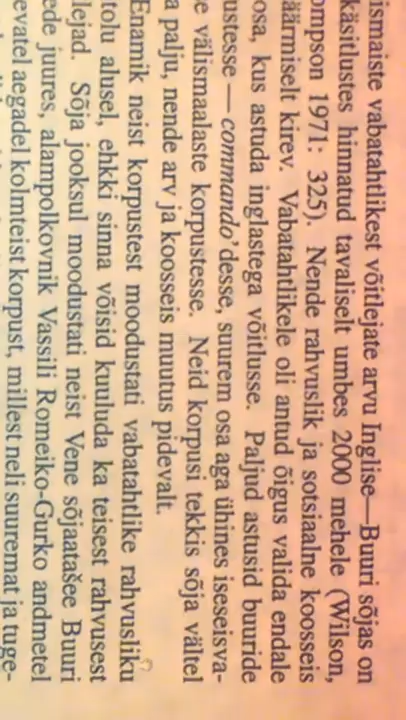 ismaiste vabatahtlikest võitlejate arvu Inglise—Buuri sõjas on
käsitlustes hinnatud tavaliselt umbes 2000 mehele (Wilson,
ompson 1971: 325). Nende rahvuslik ja sotsiaalne koosseis
äärmiselt kirev. Vabatahtlikele oli antud õigus valida endale
osa, kus astuda inglastega võitlusse. Paljud astusid buuride
ustesse — commando'desse, suurem osa aga ühines iseseisva-
e välismaalaste korpustesse. Neid korpusi tekkis sõja vältel
a palju, nende arv ja koosseis muutus pidevalt.
Enamik neist korpustest moodustati vabatahtlike rahvusliku
tolu alusel, ehkki sinna võisid kuuluda ka teisest rahvusest
lejad. Sõja jooksul moodustati neist Vene sõjaatašee Buuri
ede juures, alampolkovnik Vassili Romeiko-Gurko andmetel
evatel aegadel kolmteist korpust, millest neli suuremat ja tuge-